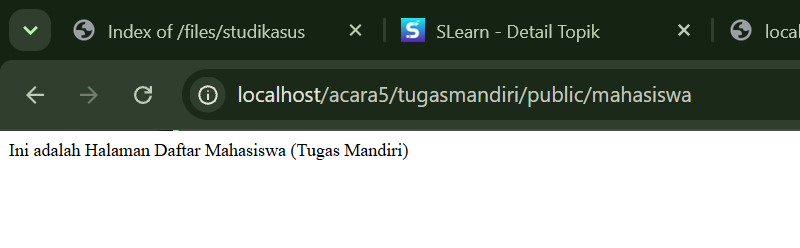 Index of /files/studikasus
SLearn - Detail Topik
local
localhost/acara5/tugasmandiri/public/mahasiswa
Ini adalah Halaman Daftar Mahasiswa (Tugas Mandiri)